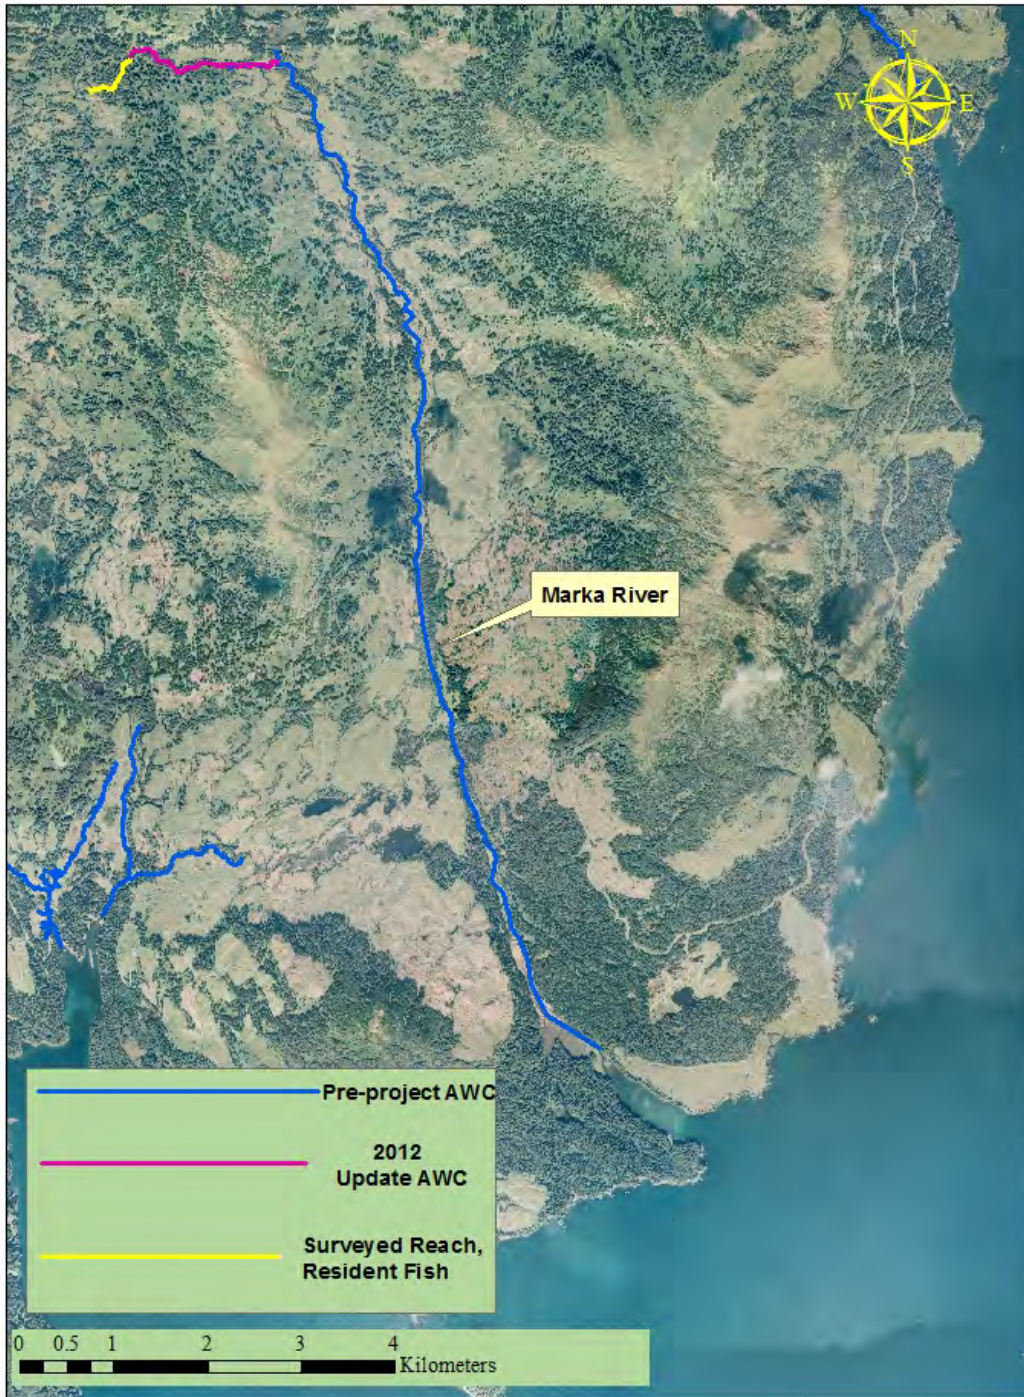 N
W E
S
Marka River
Pre-project AWC
2012
Update AWC
Surveyed Reach,
Resident Fish
0 0.5 1 2 3 4
Kilometers